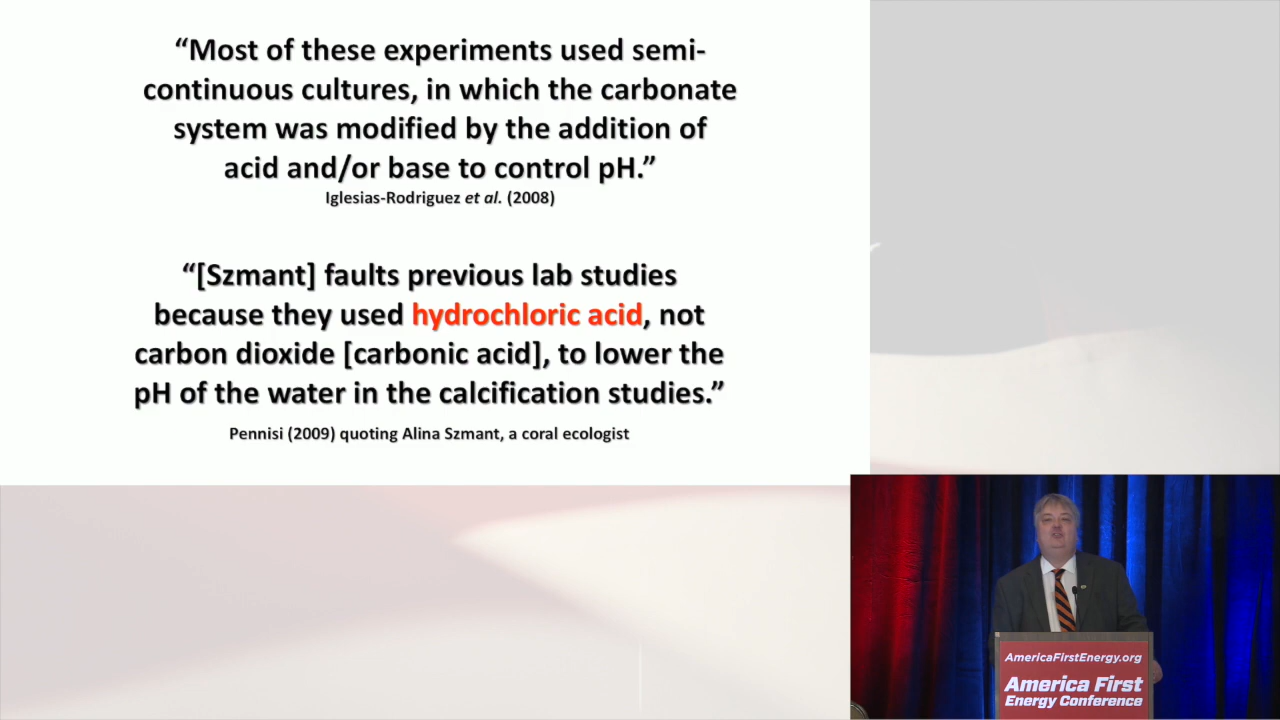 “Most of these experiments used semi-
continuous cultures, in which the carbonate
system was modified by the addition of
acid and/or base to control pH.”
Iglesias-Rodriguez et al. (2008)
“[Szmant] faults previous lab studies
because they used hydrochloric acid, not
carbon dioxide [carbonic acid], to lower the
pH of the water in the calcification studies.”
Pennisi (2009) quoting Alina Szmant, a coral ecologist
AmericaFirstEnergy.org
America First
Energy Conference